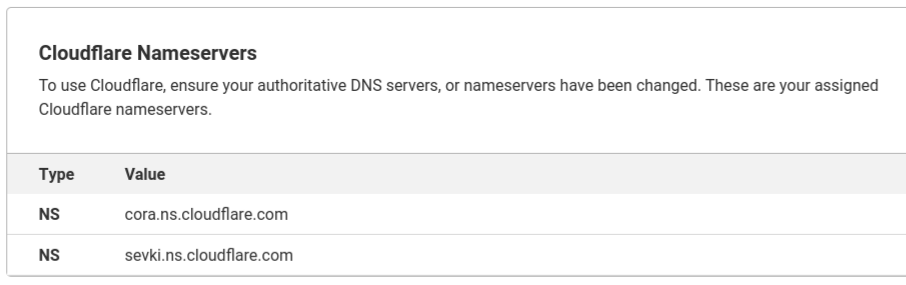 Cloudflare Nameservers
To use Cloudflare, ensure your authoritative DNS servers, or nameservers have been changed. These are your assigned
Cloudflare nameservers.
Type Value
NS cora.ns.cloudflare.com
NS sevki.ns.cloudflare.com